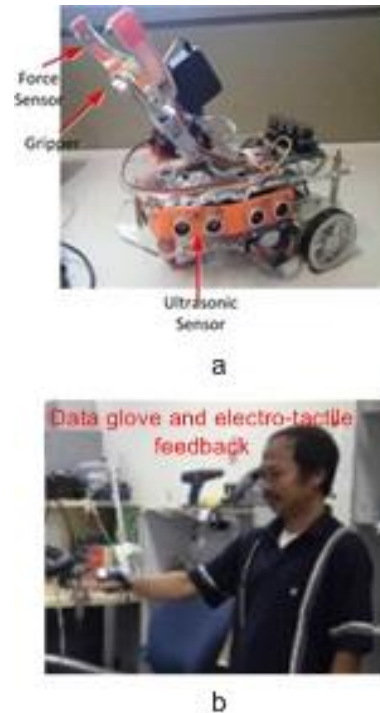 Force
Sensor
Gripper
Ultrasonic
Sensor
a
Data glove and electro-tactile
feedback
b